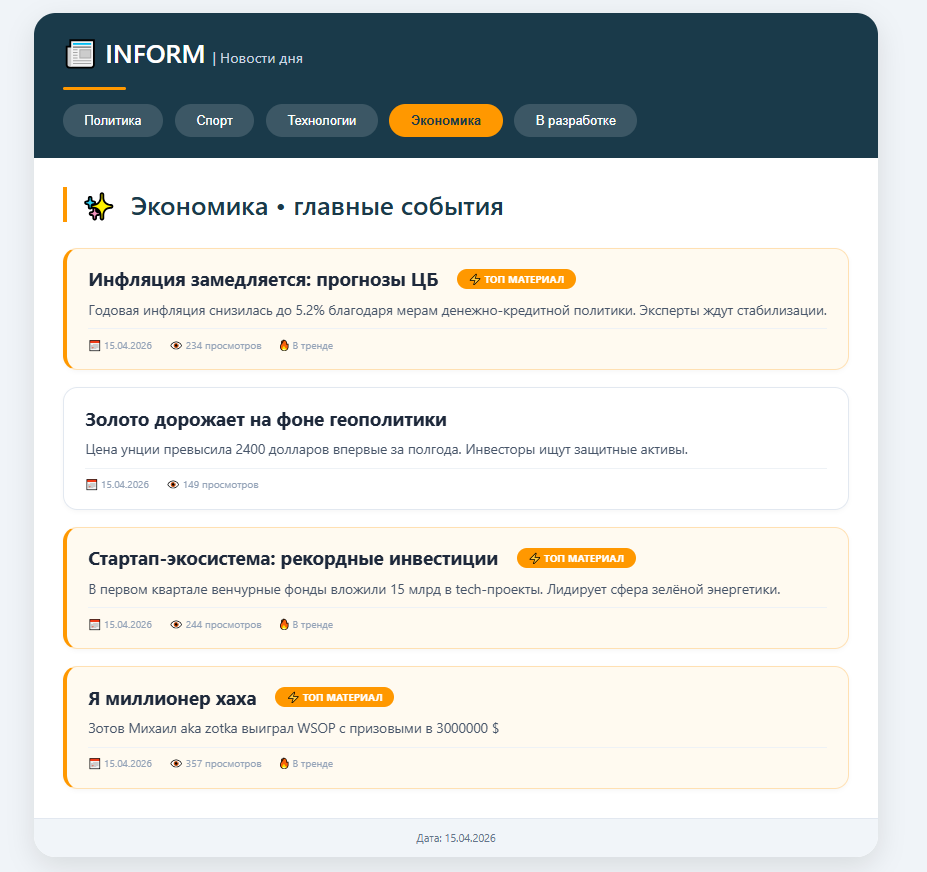 INFORM | Новости дня
Политика Спорт Технологии Экономика В разработке
Экономика • главные события
Инфляция замедляется: прогнозы ЦБ ТОП МАТЕРИАЛ
Годовая инфляция снизилась до 5.2% благодаря мерам денежно-кредитной политики. Эксперты ждут стабилизации.
15.04.2026 234 просмотров В тренде
Золото дорожает на фоне геополитики
Цена унции превысила 2400 долларов впервые за полгода. Инвесторы ищут защитные активы.
15.04.2026 149 просмотров
Стартап-экосистема: рекордные инвестиции ТОП МАТЕРИАЛ
В первом квартале венчурные фонды вложили 15 млрд в tech-проекты. Лидирует сфера зелёной энергетики.
15.04.2026 244 просмотров В тренде
Я миллионер хаха ТОП МАТЕРИАЛ
Зотов Михаил aka zotka выиграл WSOP с призовыми в 3000000 $
15.04.2026 357 просмотров В тренде
Дата: 15.04.2026